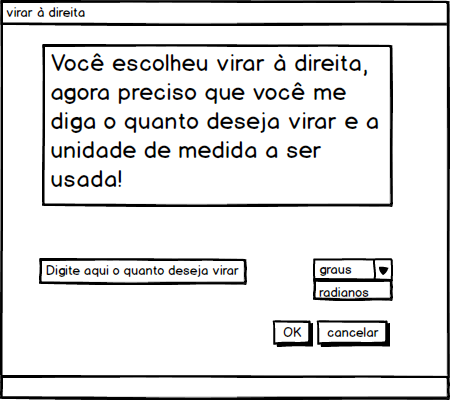 virar à direita
Você escolheu virar à direita,
agora preciso que você me
diga o quanto deseja virar e a
unidade de medida a ser
usada!
Digite aqui o quanto deseja virar
graus
radianos
OK
cancelar